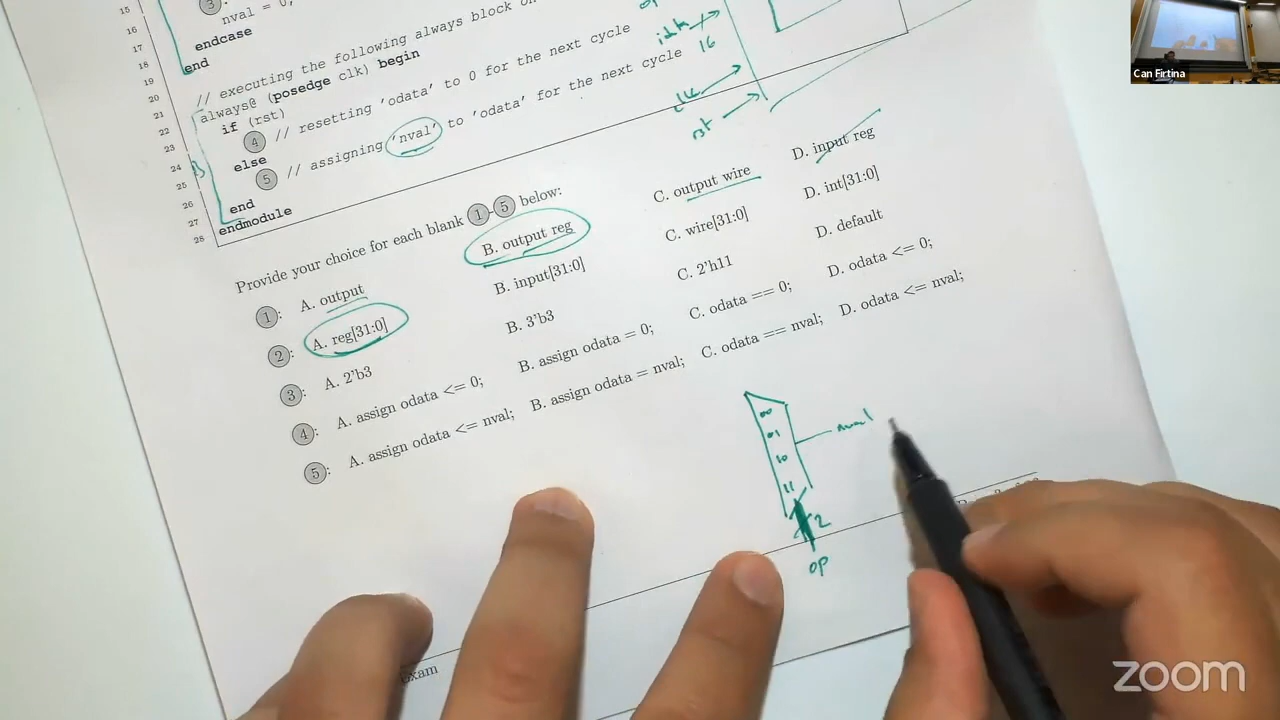 15
16
17
18
19
20
21
22
23
24
25
26
27
28
3
nval = 0;
endcase
end
// executing the following always block on
always@ (posedge clk) begin
if (rst)
4 // resetting 'odata' to 0 for the next cycle
else
5 // assigning 'nval' to 'odata' for the next cycle
end
endmodule
16
rst
Provide your choice for each blank 1-5 below:
1: A. output B. output reg C. output wire D. input reg
2: A. reg[31:0] B. input[31:0] C. wire[31:0] D. int[31:0]
3: A. 2'b3 B. 3'b3 C. 2'h11 D. default
4: A. assign odata <= 0; B. assign odata = 0; C. odata == 0; D. odata <= 0;
5: A. assign odata <= nval; B. assign odata = nval; C. odata == nval; D. odata <= nval;
00
01
10
11
nval
2
op
Exam
Can Firtina
zoom